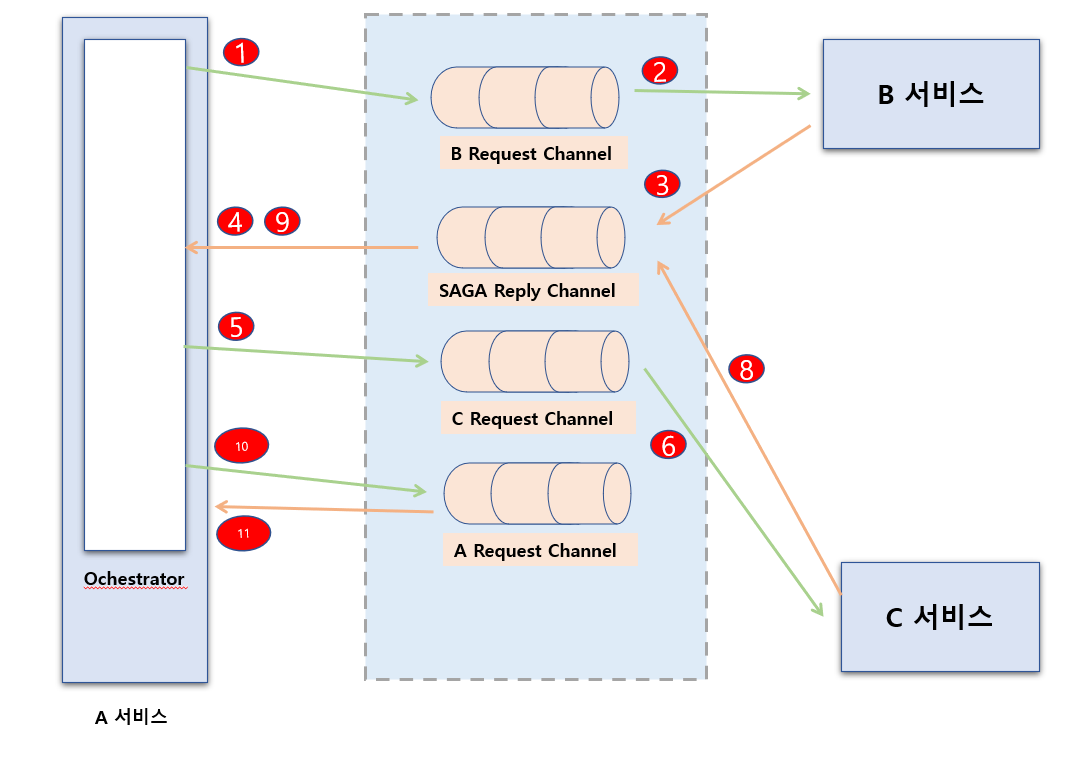 1
2
B 서비스
B Request Channel
3
4 9
SAGA Reply Channel
5
8
C Request Channel
10
6
A Request Channel
11
Ochestrator
C 서비스
A 서비스